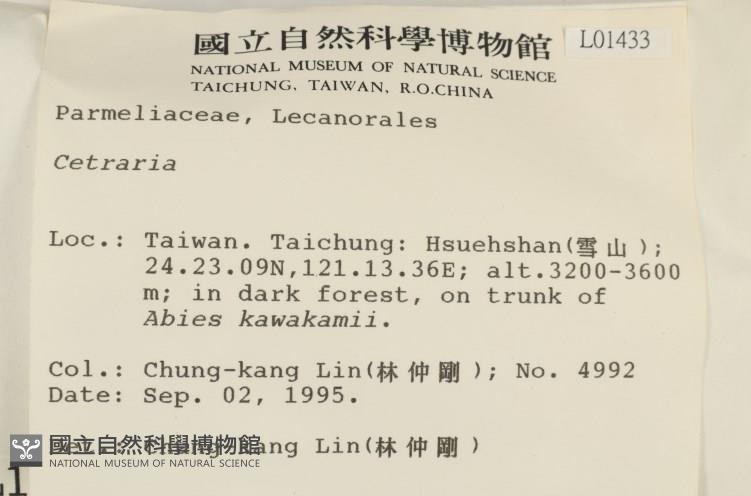 國立自然科學博物館
L01433
NATIONAL MUSEUM OF NATURAL SCIENCE
TAICHUNG, TAIWAN, R.O.CHINA
Parmeliaceae, Lecanorales
Cetraria
Loc.: Taiwan. Taichung: Hsuehshan(雪山);
24.23.09N,121.13.36E; alt.3200-3600
m; in dark forest, on trunk of
Abies kawakamii.
Col.: Chung-kang Lin(林仲剛); No. 4992
Date: Sep. 02, 1995.
Kang Lin(林仲剛)
國立自然科學博物館
NATIONAL MUSEUM OF NATURAL SCIENCE